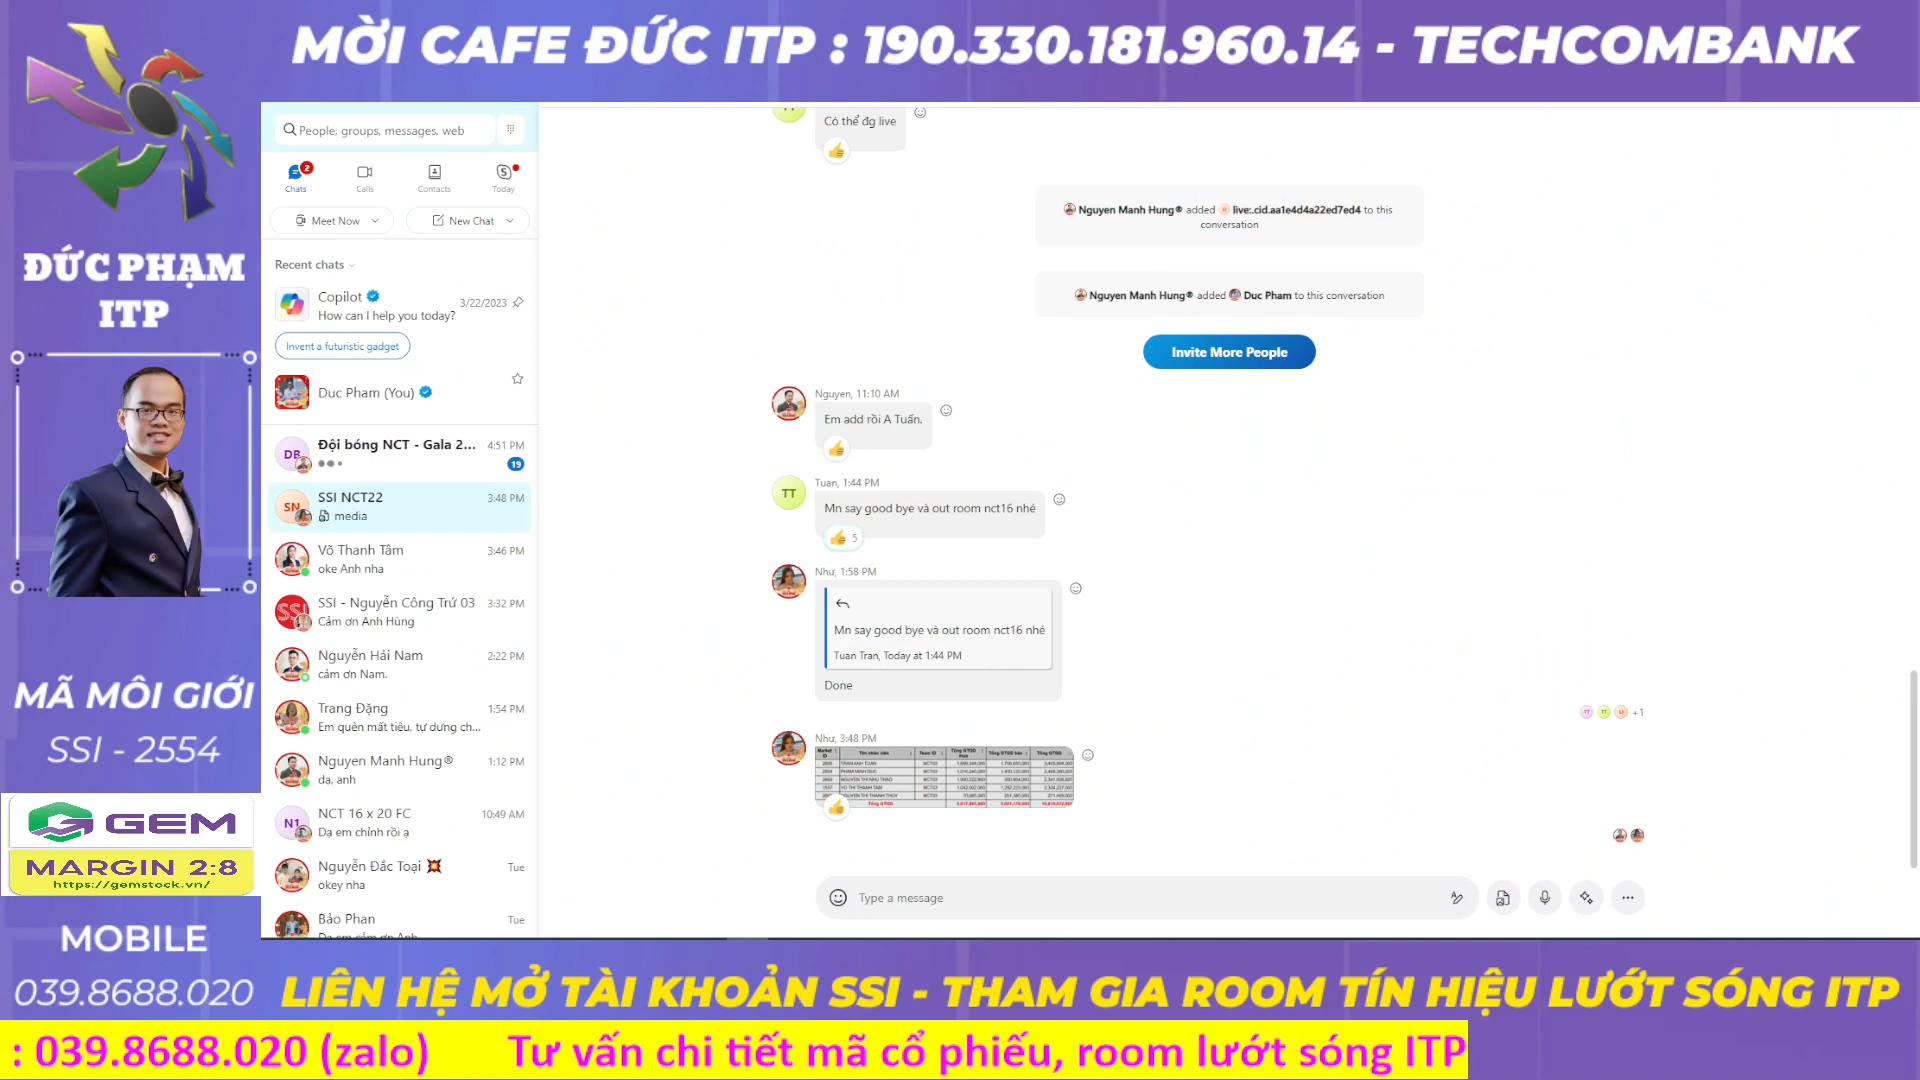 MỜI CAFE ĐỨC ITP : 190.330.181.960.14 - TECHCOMBANK
ĐỨC PHẠM
ITP
MÃ MÔI GIỚI
SSI - 2554
GEM
MARGIN 2:8
https://gemstock.vn/
MOBILE
039.8688.020
People, groups, messages, web
2
Chats
Calls
Contacts
Today
Meet Now
New Chat
Recent chats
Copilot
3/22/2023
How can I help you today?
Invent a futuristic gadget
Duc Pham (You)
DB
Đội bóng NCT - Gala 2...
4:51 PM
19
SN
SSI NCT22
3:48 PM
media
Võ Thanh Tâm
3:46 PM
oke Anh nha
SSI
SSI - Nguyễn Công Trứ 03
3:32 PM
Cảm ơn Anh Hùng
Nguyễn Hải Nam
2:22 PM
cảm ơn Nam.
Trang Đặng
1:54 PM
Em quên mất tiêu, tự dưng ch...
Nguyen Manh Hung®
1:12 PM
dạ, anh
N1
NCT 16 x 20 FC
10:49 AM
Dạ em chỉnh rồi ạ
Nguyễn Đắc Toại 💥
Tue
okey nha
Bảo Phan
Tue
Dạ em cảm ơn Anh
Có thể đg live
Nguyen Manh Hung® added live:.cid.aa1e4d4a22ed7ed4 to this
conversation
Nguyen Manh Hung® added Duc Pham to this conversation
Invite More People
Nguyen, 11:10 AM
Em add rồi A Tuấn.
Tuan, 1:44 PM
TT
Mn say good bye và out room nct16 nhé
5
Như, 1:58 PM
Mn say good bye và out room nct16 nhé
Tuan Tran, Today at 1:44 PM
Done
+1
Như, 3:48 PM
Type a message
LIÊN HỆ MỞ TÀI KHOẢN SSI - THAM GIA ROOM TÍN HIỆU LƯỚT SÓNG ITP
: 039.8688.020 (zalo) Tư vấn chi tiết mã cổ phiếu, room lướt sóng ITP